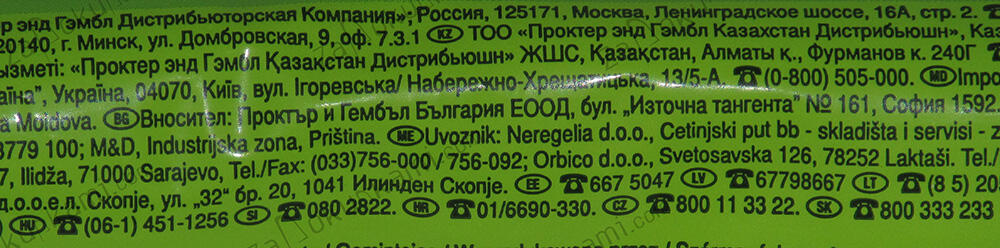 р энд Гэмбл Дистрибьюторская Компания»; Россия, 125171, Москва, Ленинградское шоссе, 16А, стр. 2. ☎
20140, г. Минск, ул. Домбровская, 9, оф. 7.3.1 KZ ТОО «Проктер энд Гэмбл Казахстан Дистрибьюшн», Каз
ызметі: «Проктер энд Гэмбл Қазақстан Дистрибьюшн» ЖШС, Қазақстан, Алматы қ., Фурманов к. 240Г ☎
аїна", Україна, 04070, Київ, вул. Ігоревська/ Набережно-Хрещатицька, 13/5-А. ☎(0-800) 505-000. MD Impo
a Moldova. BG Вносител: Проктър и Гембъл България ЕООД, бул. „Източна тангента" № 161, София 1592
3779 100; M&D, Industrijska zona, Priština. ME Uvoznik: Neregelia d.o.o., Cetinjski put bb - skladišta i servisi - z
7, Ilidža, 71000 Sarajevo, Tel./Fax: (033)756-000 / 756-092; Orbico d.o.o., Svetosavska 126, 78252 Laktaši. Te
д.о.о.ел. Скопје, ул. „32" бр. 20, 1041 Илинден Скопје. EE ☎667 5047 LV ☎67798667 LT ☎(8 5) 20
HU ☎(06-1) 451-1256 SI ☎080 2822. HR ☎01/6690-330. CZ ☎800 11 33 22. SK ☎800 333 233